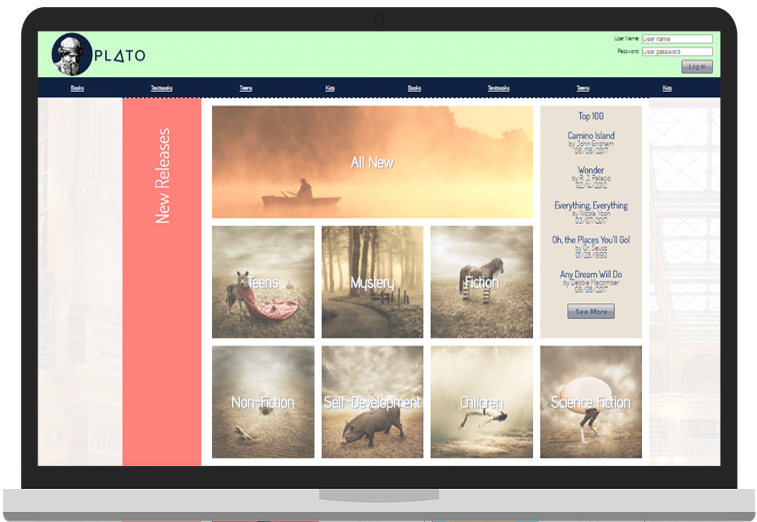 PLATO
User Name:
User name
Password:
User password
Log In
Books
Textbooks
Teens
Kids
Books
Textbooks
Teens
Kids
New Releases
All New
Teens
Mystery
Fiction
Non-Fiction
Self-Development
Children
Science Fiction
Top 100
Camino Island
by John Grisham
06/06/2017
Wonder
by R. J. Palacio
02/14/2012
Everything, Everything
by Nicola Yoon
03/07/2017
Oh, the Places You'll Go!
by Dr. Seuss
01/28/1990
Any Dream Will Do
by Debbie Macomber
08/08/2017
See More